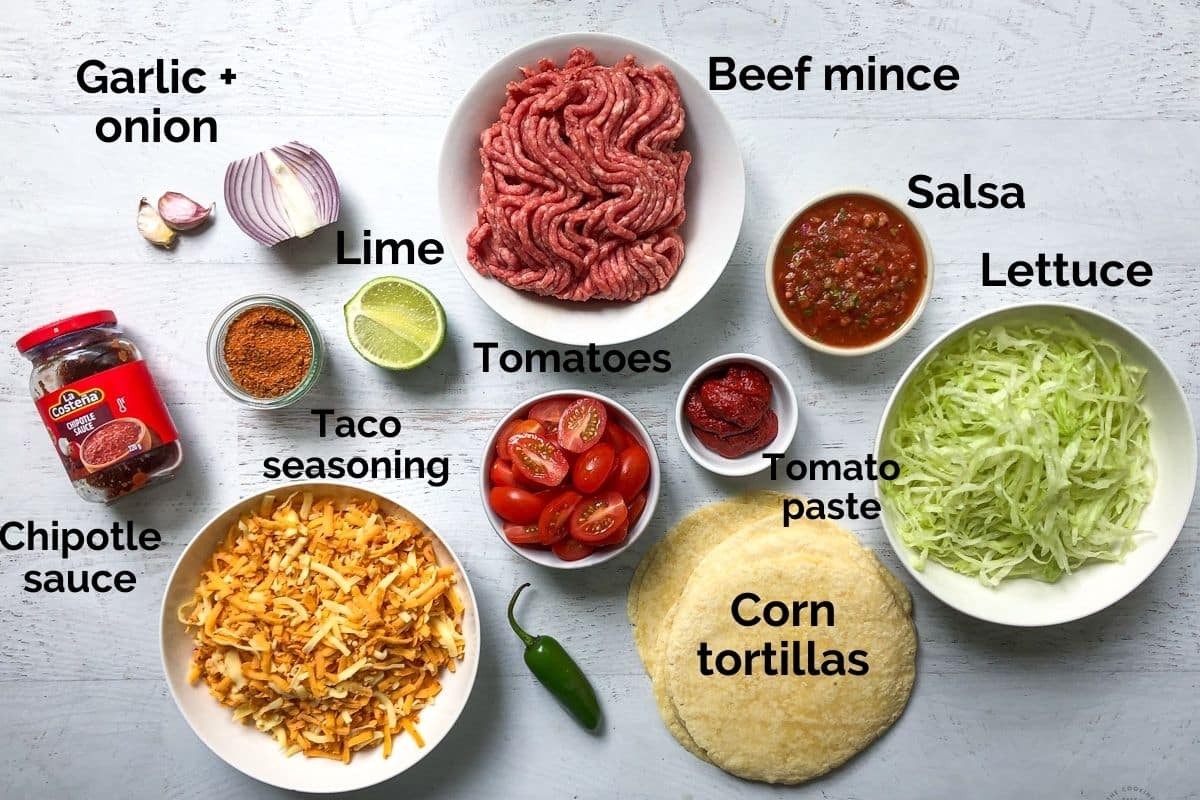 Garlic +
onion
Beef mince
Salsa
Lime
Lettuce
La
Costeña
CHIPOTLE
SAUCE
Tomatoes
Taco
seasoning
Tomato
paste
Chipotle
sauce
Corn
tortillas